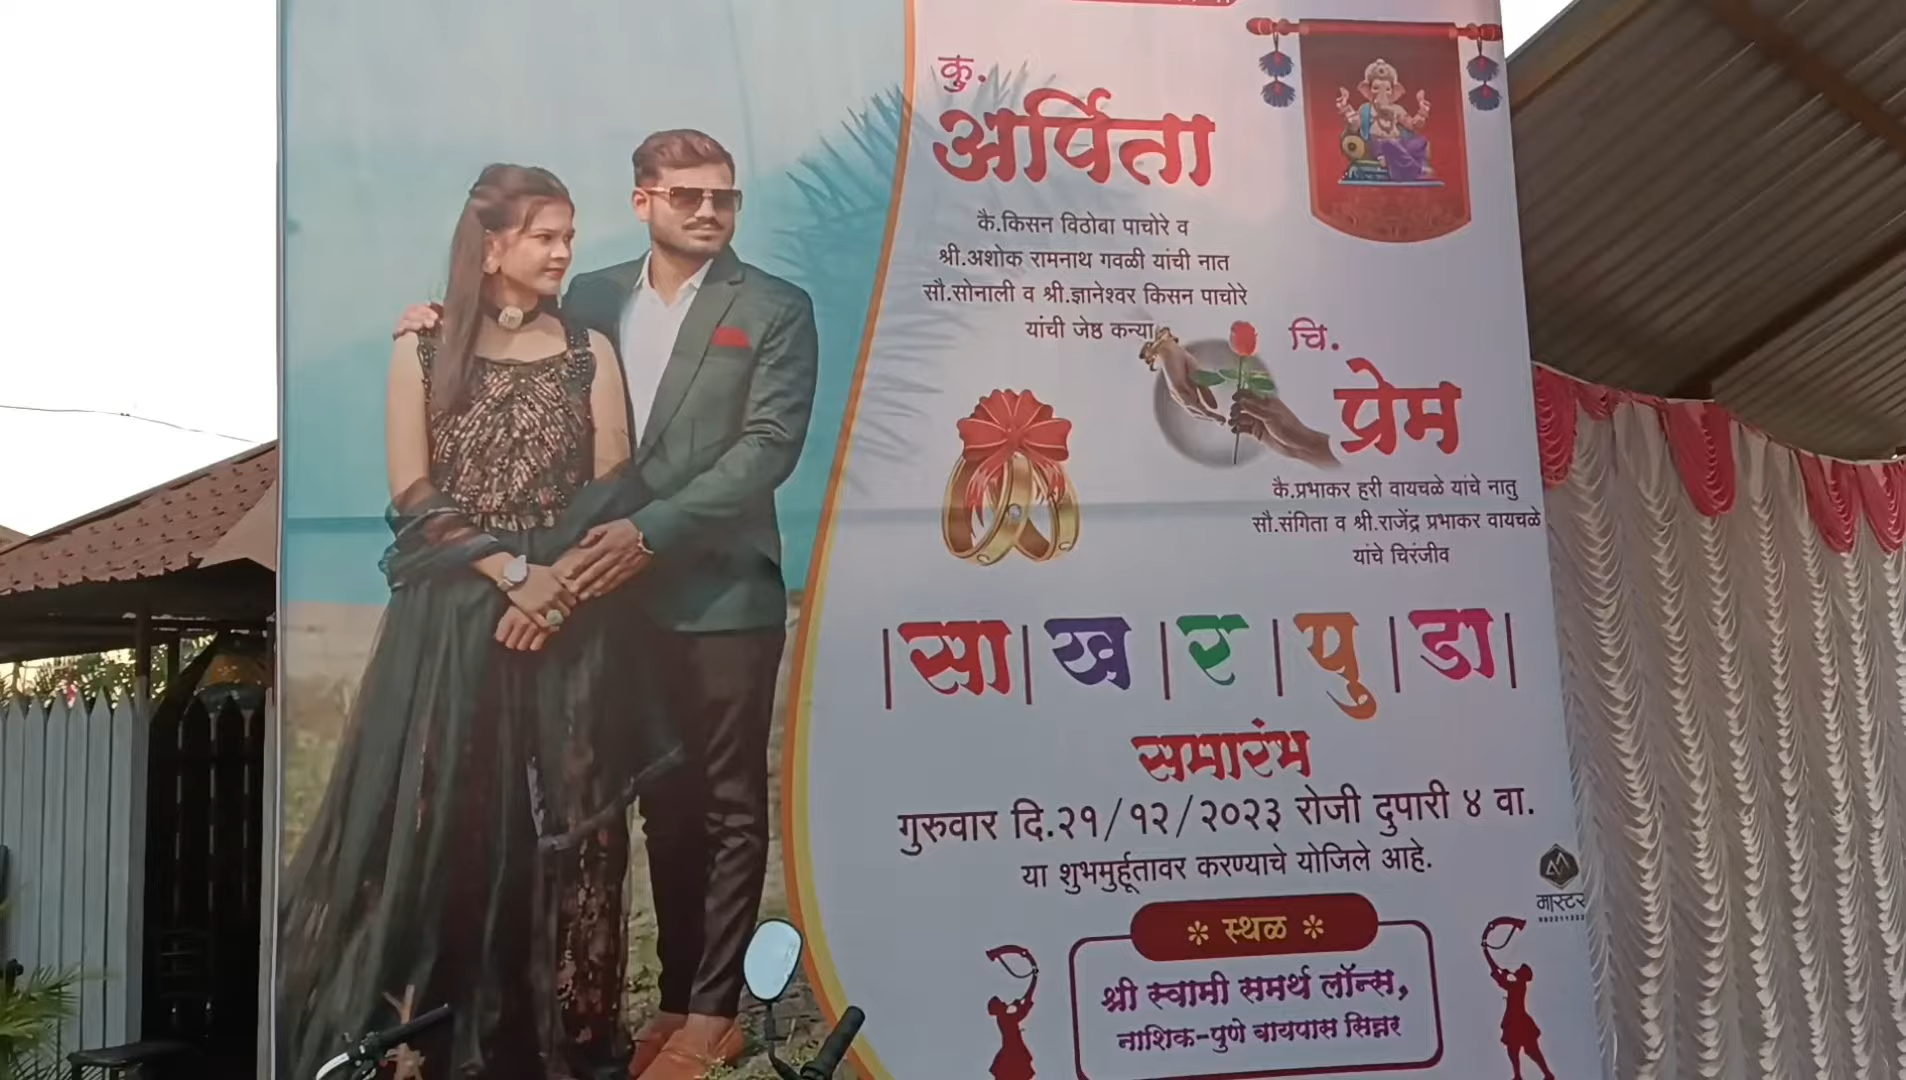 कु.
अर्पिता
कै.किसन विठोबा पाचोरे व
श्री.अशोक रामनाथ गवळी यांची नात
सौ.सोनाली व श्री.ज्ञानेश्वर किसन पाचोरे
यांची जेष्ठ कन्या
चि.
प्रेम
कै.प्रभाकर हरी वायचळे यांचे नातु
सौ.संगिता व श्री.राजेंद्र प्रभाकर वायचळे
यांचे चिरंजीव
|सा|ख|र|पु|डा|
समारंभ
गुरुवार दि.२१/१२/२०२३ रोजी दुपारी ४ वा.
या शुभमुर्हूतावर करण्याचे योजिले आहे.
स्थळ
श्री स्वामी समर्थ लॉन्स,
नाशिक-पुणे बायपास सिन्नर
मास्टर